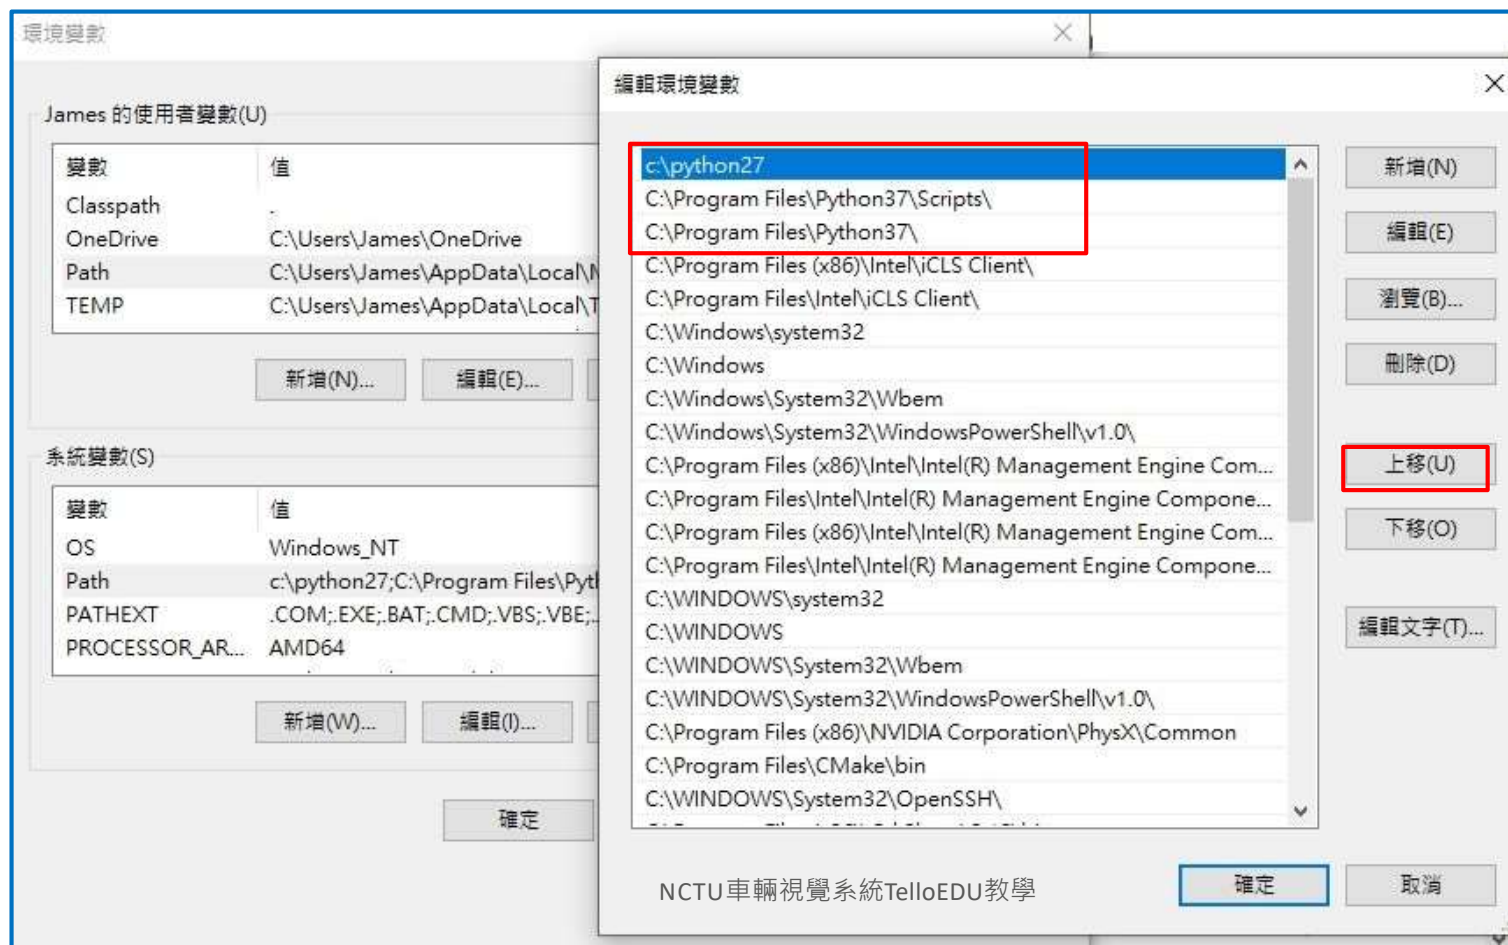 環境變數
James 的使用者變數(U)
變數 值
Classpath .
OneDrive C:\Users\James\OneDrive
Path C:\Users\James\AppData\Local\
TEMP C:\Users\James\AppData\Local\T
新增(N)... 編輯(E)...
系統變數(S)
變數 值
OS Windows_NT
Path c:\python27;C:\Program Files\Pyt
PATHEXT .COM;.EXE;.BAT;.CMD;.VBS;.VBE;.
PROCESSOR_AR... AMD64
新增(W)... 編輯(I)...
確定
編輯環境變數
c:\python27
C:\Program Files\Python37\Scripts\
C:\Program Files\Python37\
C:\Program Files (x86)\Intel\iCLS Client\
C:\Program Files\Intel\iCLS Client\
C:\Windows\system32
C:\Windows
C:\Windows\System32\Wbem
C:\Windows\System32\WindowsPowerShell\v1.0\
C:\Program Files (x86)\Intel\Intel(R) Management Engine Com...
C:\Program Files\Intel\Intel(R) Management Engine Compone...
C:\Program Files (x86)\Intel\Intel(R) Management Engine Com...
C:\Program Files\Intel\Intel(R) Management Engine Compone...
C:\WINDOWS\system32
C:\WINDOWS
C:\WINDOWS\System32\Wbem
C:\WINDOWS\System32\WindowsPowerShell\v1.0\
C:\Program Files (x86)\NVIDIA Corporation\PhysX\Common
C:\Program Files\CMake\bin
C:\WINDOWS\System32\OpenSSH\
新增(N)
編輯(E)
瀏覽(B)...
刪除(D)
上移(U)
下移(O)
編輯文字(T)...
NCTU車輛視覺系統TelloEDU教學
確定 取消